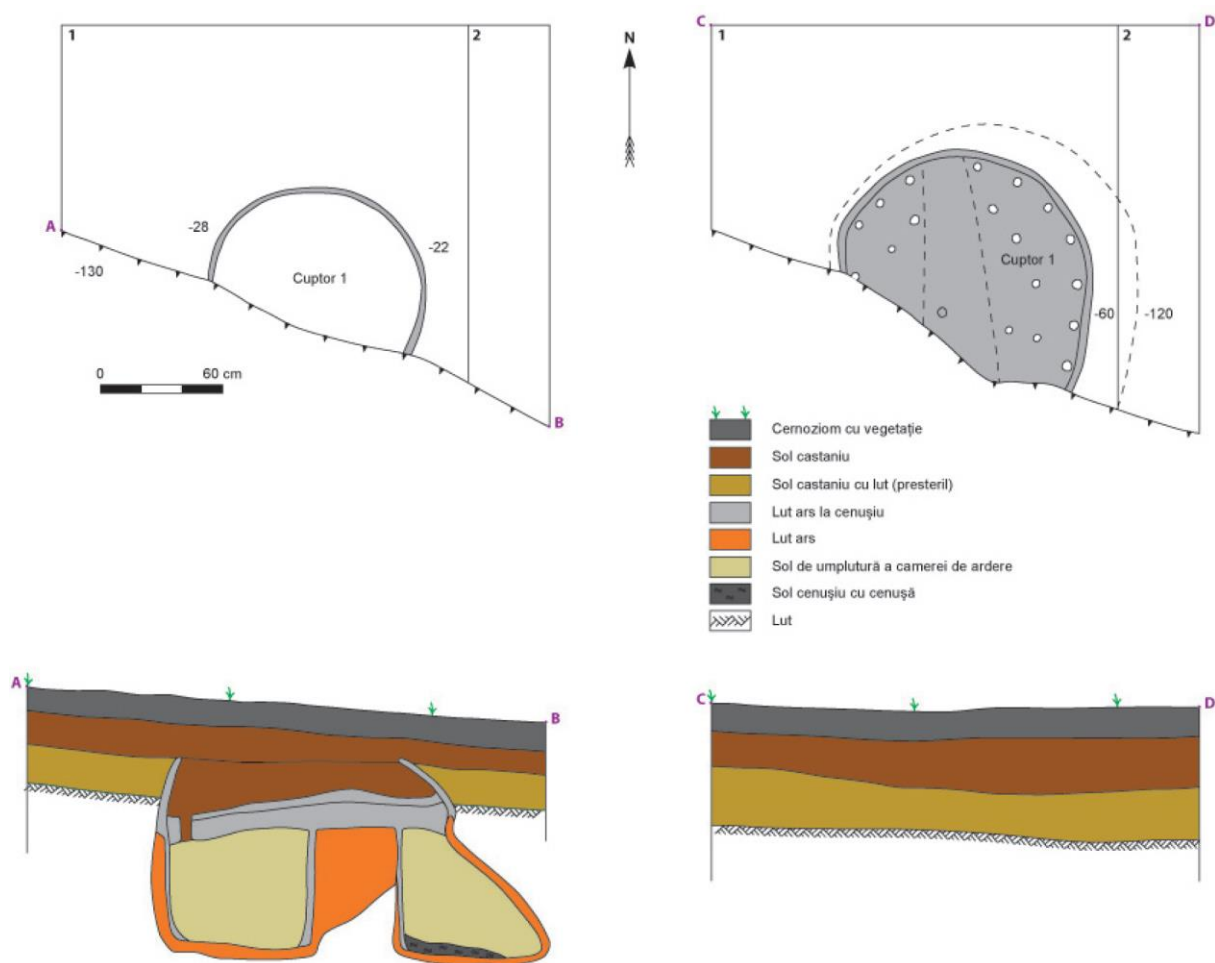 1
2
A
-28
-22
Cuptor 1
-130
B
0 60 cm
N
C
D
1
2
Cuptor 1
-60
-120
Cernoziom cu vegetație
Sol castaniu
Sol castaniu cu lut (presteril)
Lut ars la cenușiu
Lut ars
Sol de umplutură a camerei de ardere
Sol cenușiu cu cenușă
Lut
A
B
C
D